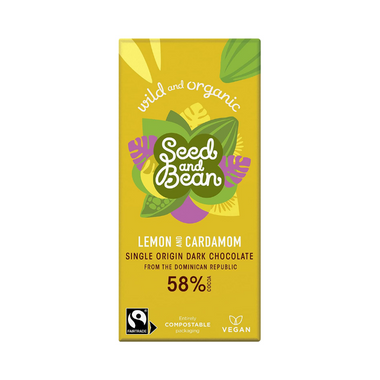 wild and organic
Seed
and
Bean
LEMON AND CARDAMOM
SINGLE ORIGIN DARK CHOCOLATE
FROM THE DOMINICAN REPUBLIC
58% COCOA
COMPOSTABLE
packaging
FAIRTRADE
VEGAN